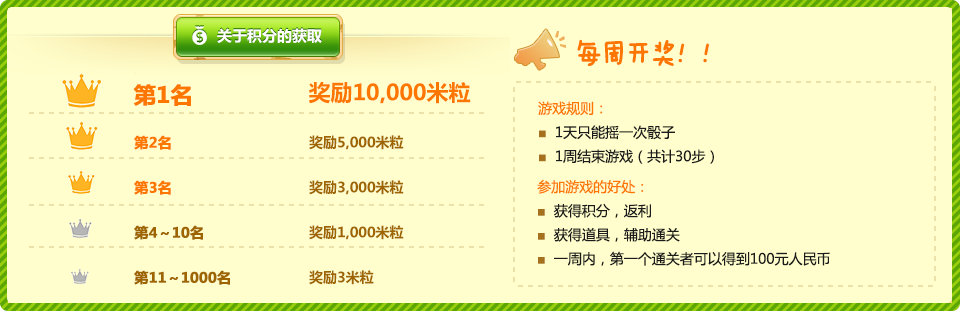 关于积分的获取
第1名 奖励10,000米粒
第2名 奖励5,000米粒
第3名 奖励3,000米粒
第4～10名 奖励1,000米粒
第11～1000名 奖励3米粒
每周开奖！！
游戏规则：
■ 1天只能摇一次骰子
■ 1周结束游戏（共计30步）
参加游戏的好处：
■ 获得积分，返利
■ 获得道具，辅助通关
■ 一周内，第一个通关者可以得到100元人民币